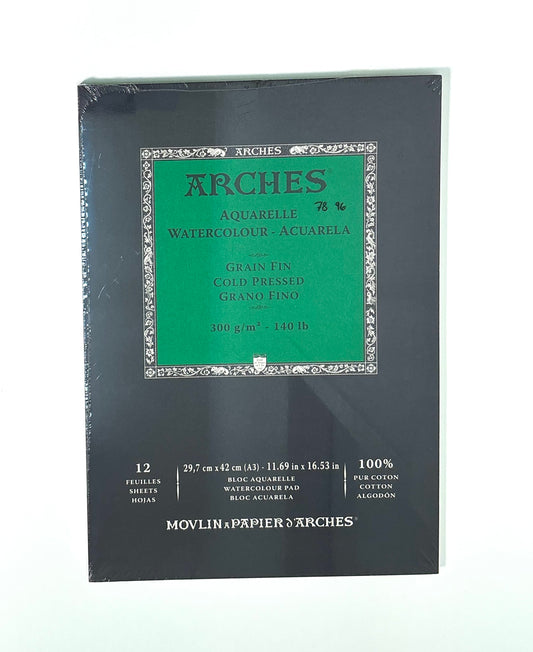 ARCHES
ARCHES
78 96
AQUARELLE
WATERCOLOUR - ACUARELA
GRAIN FIN
COLD PRESSED
GRANO FINO
300 g/m² - 140 lb
12
FEUILLES
SHEETS
HOJAS
29,7 cm x 42 cm (A3) - 11.69 in x 16.53 in
BLOC AQUARELLE
WATERCOLOUR PAD
BLOC ACUARELA
100%
PUR COTON
COTTON
ALGODÓN
MOVLIN A PAPIER D'ARCHES®